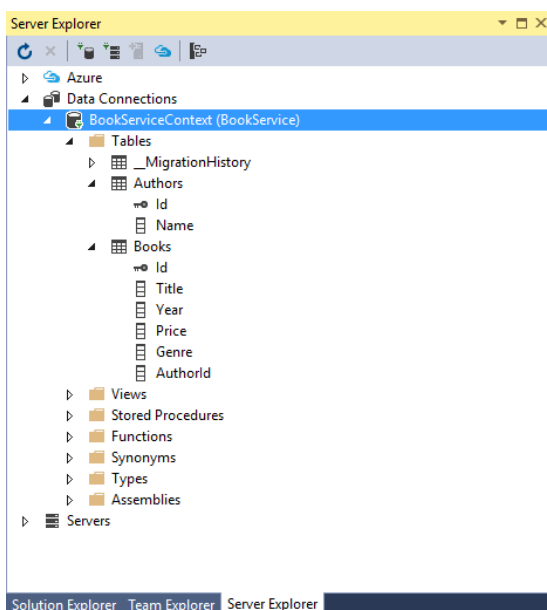 Server Explorer
Azure
Data Connections
BookServiceContext (BookService)
Tables
__MigrationHistory
Authors
Id
Name
Books
Id
Title
Year
Price
Genre
AuthorId
Views
Stored Procedures
Functions
Synonyms
Types
Assemblies
Servers
Solution Explorer Team Explorer Server Explorer